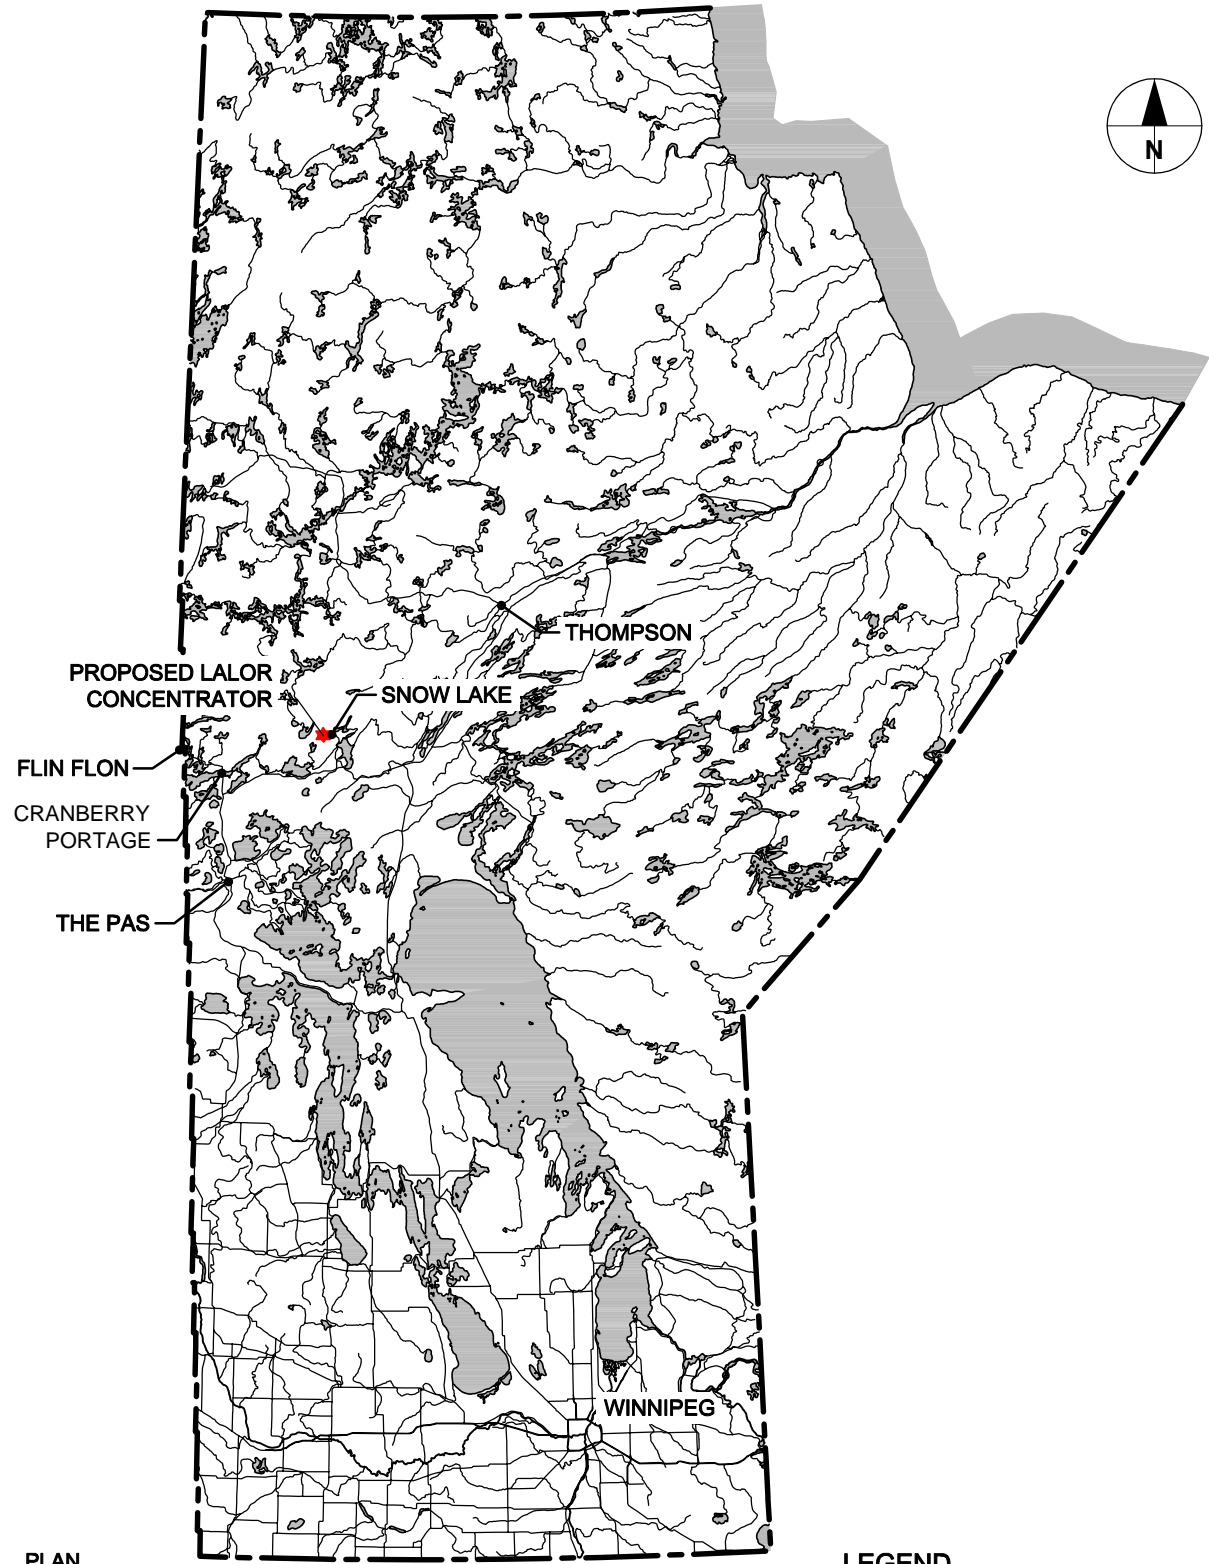 N
THOMPSON
PROPOSED LALOR
CONCENTRATOR
SNOW LAKE
FLIN FLON
CRANBERRY
PORTAGE
THE PAS
WINNIPEG
PLAN
LEGEND